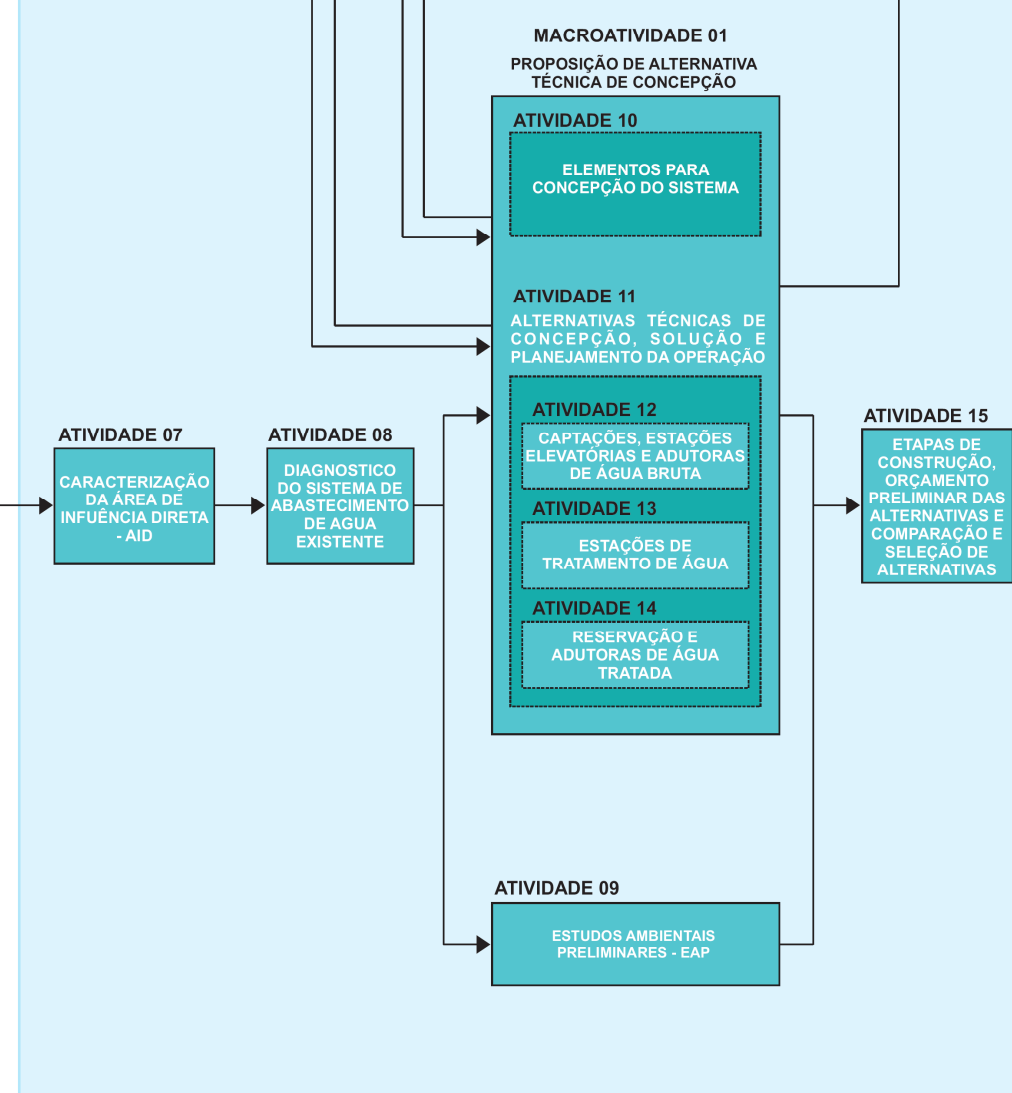 MACROATIVIDADE 01
PROPOSIÇÃO DE ALTERNATIVA
TÉCNICA DE CONCEPÇÃO
ATIVIDADE 10
ELEMENTOS PARA
CONCEPÇÃO DO SISTEMA
ATIVIDADE 11
ALTERNATIVAS TÉCNICAS DE
CONCEPÇÃO, SOLUÇÃO E
PLANEJAMENTO DA OPERAÇÃO
ATIVIDADE 12
CAPTAÇÕES, ESTAÇÕES
ELEVATÓRIAS E ADUTORAS
DE ÁGUA BRUTA
ATIVIDADE 13
ESTAÇÕES DE
TRATAMENTO DE ÁGUA
ATIVIDADE 14
RESERVAÇÃO E
ADUTORAS DE ÁGUA
TRATADA
ATIVIDADE 07
CARACTERIZAÇÃO
DA ÁREA DE
INFUÊNCIA DIRETA
- AID
ATIVIDADE 08
DIAGNOSTICO
DO SISTEMA DE
ABASTECIMENTO
DE AGUA
EXISTENTE
ATIVIDADE 15
ETAPAS DE
CONSTRUÇÃO,
ORÇAMENTO
PRELIMINAR DAS
ALTERNATIVAS E
COMPARAÇÃO E
SELEÇÃO DE
ALTERNATIVAS
ATIVIDADE 09
ESTUDOS AMBIENTAIS
PRELIMINARES - EAP